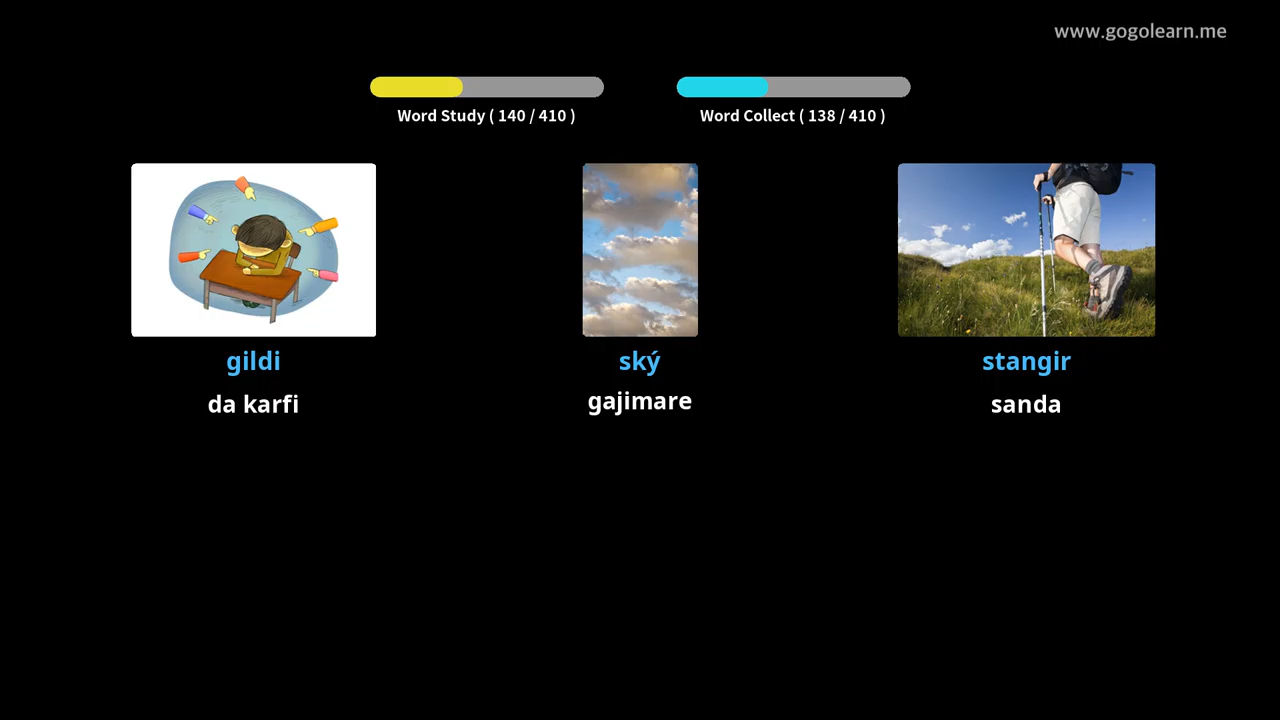 www.gogolearn.me
Word Study ( 140 / 410 )
Word Collect ( 138 / 410 )
gildi
ský
stangir
da karfi
gajimare
sanda